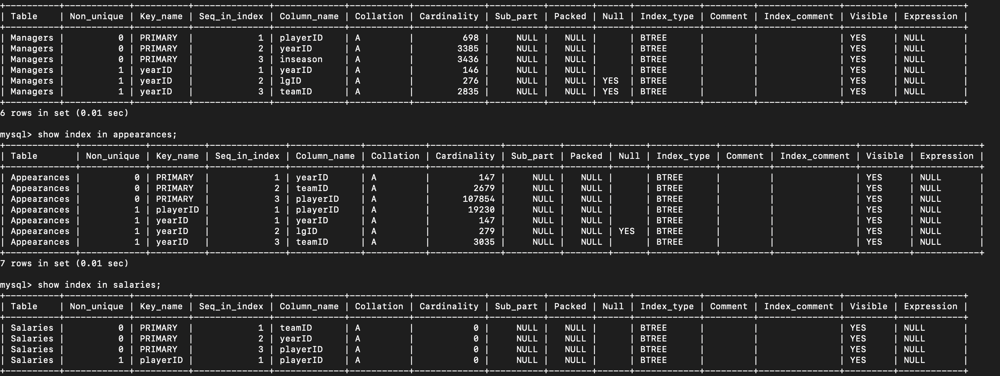 +-----------+------------+----------+--------------+-------------+-----------+-------------+----------+--------+------+------------+---------+---------------+---------+------------+
| Table     | Non_unique | Key_name | Seq_in_index | Column_name | Collation | Cardinality | Sub_part | Packed | Null | Index_type | Comment | Index_comment | Visible | Expression |
+-----------+------------+----------+--------------+-------------+-----------+-------------+----------+--------+------+------------+---------+---------------+---------+------------+
| Managers  |          0 | PRIMARY  |            1 | playerID    | A         |         698 |     NULL |   NULL |      | BTREE      |         |               | YES     | NULL       |
| Managers  |          0 | PRIMARY  |            2 | yearID      | A         |        3385 |     NULL |   NULL |      | BTREE      |         |               | YES     | NULL       |
| Managers  |          0 | PRIMARY  |            3 | inseason    | A         |        3436 |     NULL |   NULL |      | BTREE      |         |               | YES     | NULL       |
| Managers  |          1 | yearID   |            1 | yearID      | A         |         146 |     NULL |   NULL |      | BTREE      |         |               | YES     | NULL       |
| Managers  |          1 | yearID   |            2 | lgID        | A         |         276 |     NULL |   NULL | YES  | BTREE      |         |               | YES     | NULL       |
| Managers  |          1 | yearID   |            3 | teamID      | A         |        2835 |     NULL |   NULL | YES  | BTREE      |         |               | YES     | NULL       |
+-----------+------------+----------+--------------+-------------+-----------+-------------+----------+--------+------+------------+---------+---------------+---------+------------+
6 rows in set (0.01 sec)

mysql> show index in appearances;
+-------------+------------+----------+--------------+-------------+-----------+-------------+----------+--------+------+------------+---------+---------------+---------+------------+
| Table       | Non_unique | Key_name | Seq_in_index | Column_name | Collation | Cardinality | Sub_part | Packed | Null | Index_type | Comment | Index_comment | Visible | Expression |
+-------------+------------+----------+--------------+-------------+-----------+-------------+----------+--------+------+------------+---------+---------------+---------+------------+
| Appearances |          0 | PRIMARY  |            1 | yearID      | A         |         147 |     NULL |   NULL |      | BTREE      |         |               | YES     | NULL       |
| Appearances |          0 | PRIMARY  |            2 | teamID      | A         |        2679 |     NULL |   NULL |      | BTREE      |         |               | YES     | NULL       |
| Appearances |          0 | PRIMARY  |            3 | playerID    | A         |      107854 |     NULL |   NULL |      | BTREE      |         |               | YES     | NULL       |
| Appearances |          1 | playerID |            1 | playerID    | A         |       19230 |     NULL |   NULL |      | BTREE      |         |               | YES     | NULL       |
| Appearances |          1 | yearID   |            1 | yearID      | A         |         147 |     NULL |   NULL |      | BTREE      |         |               | YES     | NULL       |
| Appearances |          1 | yearID   |            2 | lgID        | A         |         279 |     NULL |   NULL | YES  | BTREE      |         |               | YES     | NULL       |
| Appearances |          1 | yearID   |            3 | teamID      | A         |        3035 |     NULL |   NULL |      | BTREE      |         |               | YES     | NULL       |
+-------------+------------+----------+--------------+-------------+-----------+-------------+----------+--------+------+------------+---------+---------------+---------+------------+
7 rows in set (0.01 sec)

mysql> show index in salaries;
+-----------+------------+----------+--------------+-------------+-----------+-------------+----------+--------+------+------------+---------+---------------+---------+------------+
| Table     | Non_unique | Key_name | Seq_in_index | Column_name | Collation | Cardinality | Sub_part | Packed | Null | Index_type | Comment | Index_comment | Visible | Expression |
+-----------+------------+----------+--------------+-------------+-----------+-------------+----------+--------+------+------------+---------+---------------+---------+------------+
| Salaries  |          0 | PRIMARY  |            1 | teamID      | A         |           0 |     NULL |   NULL |      | BTREE      |         |               | YES     | NULL       |
| Salaries  |          0 | PRIMARY  |            2 | yearID      | A         |           0 |     NULL |   NULL |      | BTREE      |         |               | YES     | NULL       |
| Salaries  |          0 | PRIMARY  |            3 | playerID    | A         |           0 |     NULL |   NULL |      | BTREE      |         |               | YES     | NULL       |
| Salaries  |          1 | playerID |            1 | playerID    | A         |           0 |     NULL |   NULL |      | BTREE      |         |               | YES     | NULL       |
+-----------+------------+----------+--------------+-------------+-----------+-------------+----------+--------+------+------------+---------+---------------+---------+------------+